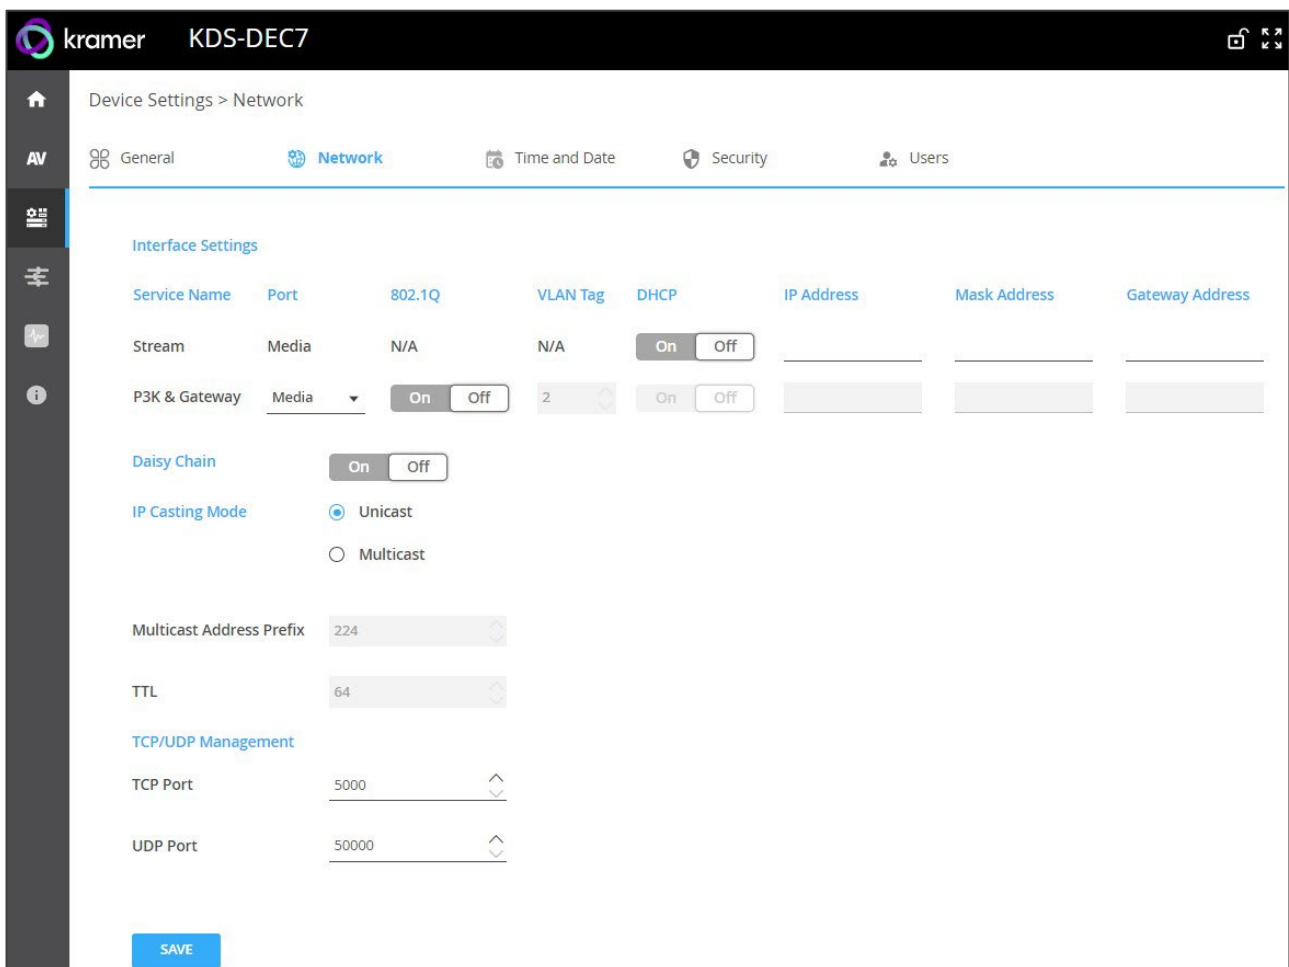 kramer KDS-DEC7
Device Settings > Network
AV
General Network Time and Date Security Users
Interface Settings
Service Name Port 802.1Q VLAN Tag DHCP IP Address Mask Address Gateway Address
Stream Media N/A N/A On Off
P3K & Gateway Media On Off 2 On Off
Daisy Chain On Off
IP Casting Mode Unicast
Multicast
Multicast Address Prefix 224
TTL 64
TCP/UDP Management
TCP Port 5000
UDP Port 50000
SAVE